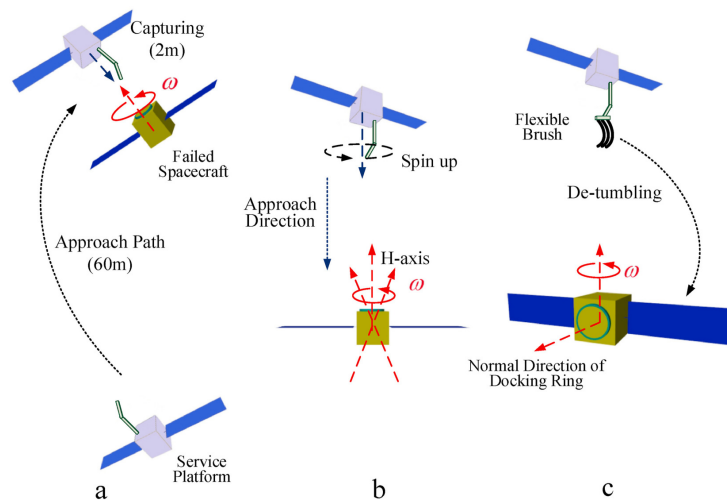 Capturing
(2m)
ω
Failed
Spacecraft
Approach Path
(60m)
Service
Platform
a
Spin up
Approach
Direction
H-axis
ω
b
Flexible
Brush
De-tumbling
ω
Normal Direction of
Docking Ring
c